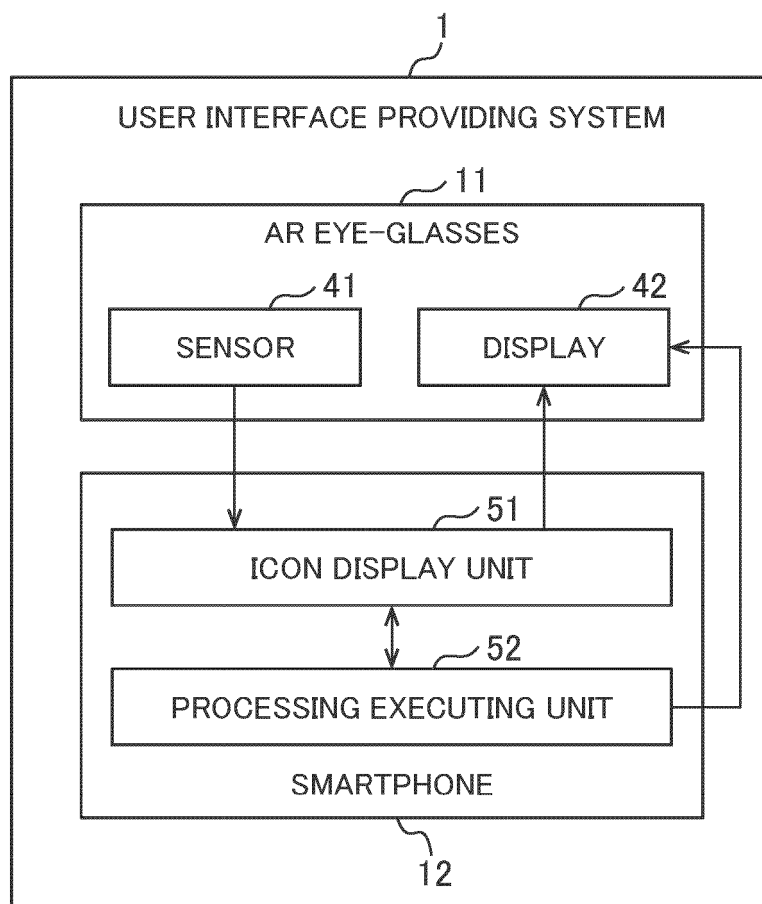 1
USER INTERFACE PROVIDING SYSTEM
11
AR EYE-GLASSES
41
42
SENSOR
DISPLAY
51
ICON DISPLAY UNIT
52
PROCESSING EXECUTING UNIT
SMARTPHONE
12